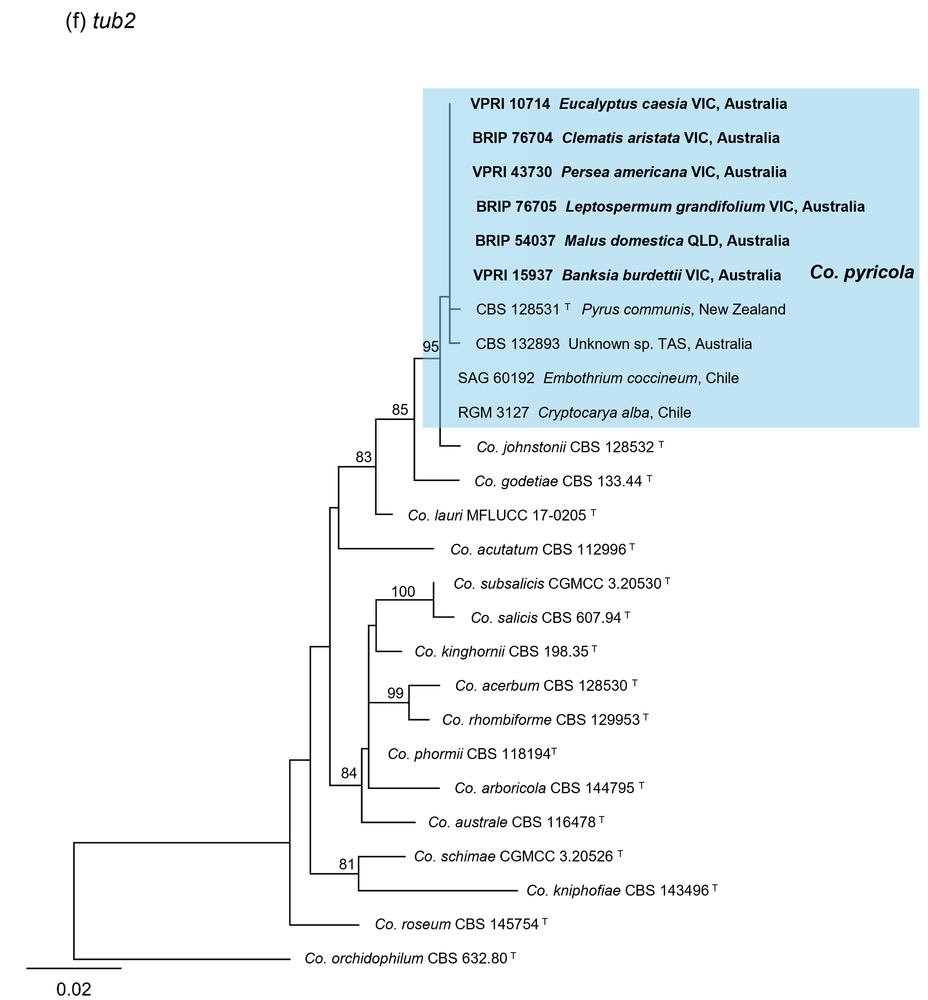 (f) tub2
VPRI 10714 Eucalyptus caesia VIC, Australia
BRIP 76704 Clematis aristata VIC, Australia
VPRI 43730 Persea americana VIC, Australia
BRIP 76705 Leptospermum grandifolium VIC, Australia
BRIP 54037 Malus domestica QLD, Australia
VPRI 15937 Banksia burdettii VIC, Australia
Co. pyricola
CBS 128531 T Pyrus communis, New Zealand
CBS 132893 Unknown sp. TAS, Australia
95
SAG 60192 Embothrium coccineum, Chile
85
RGM 3127 Cryptocarya alba, Chile
Co. johnstonii CBS 128532 T
83
Co. godetiae CBS 133.44 T
Co. lauri MFLUCC 17-0205 T
Co. acutatum CBS 112996 T
Co. subsalicis CGMCC 3.20530 T
100
Co. salicis CBS 607.94 T
Co. kinghornii CBS 198.35 T
Co. acerbum CBS 128530 T
99
Co. rhombiforme CBS 129953 T
Co. phormii CBS 118194T
84
Co. arboricola CBS 144795 T
Co. australe CBS 116478 T
Co. schimae CGMCC 3.20526 T
81
Co. kniphofiae CBS 143496 T
Co. roseum CBS 145754 T
Co. orchidophilum CBS 632.80 T
0.02